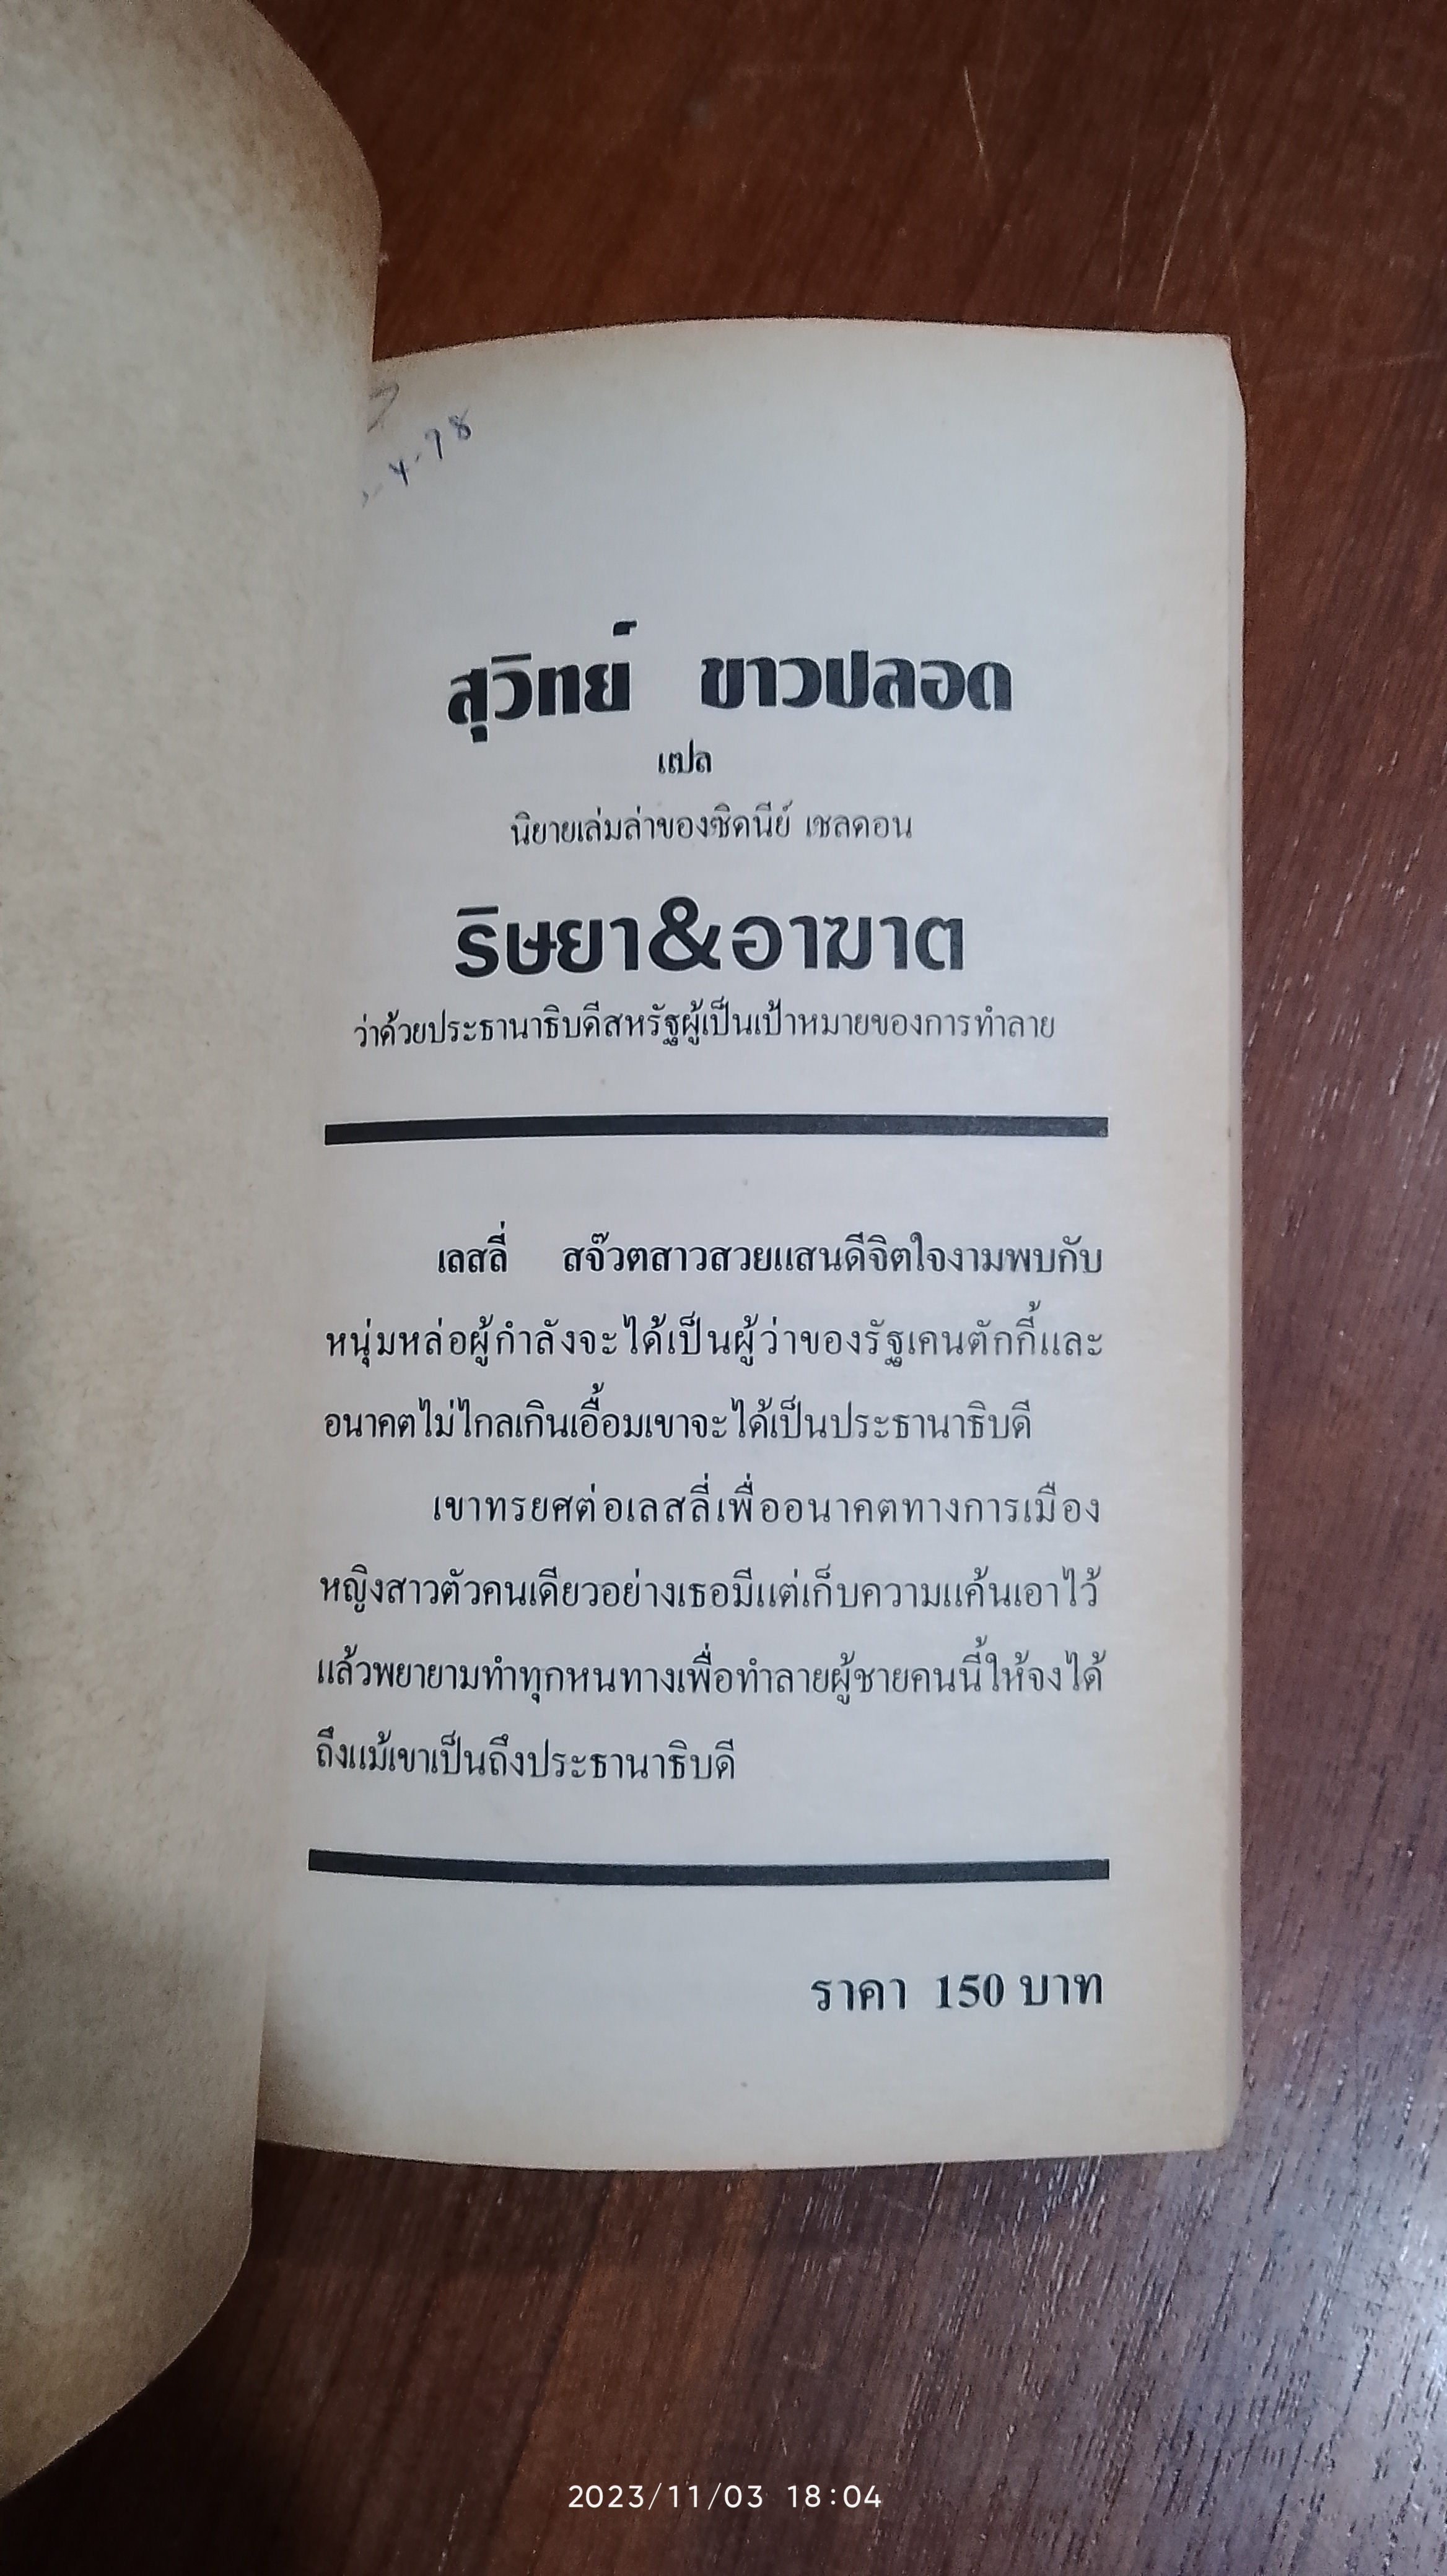 -4-98
สุวิทย์ ขาวปลอด
แปล
นิยายเล่มล่าของซิดนีย์ เชลดอน
ริษยา&อาฆาต
ว่าด้วยประธานาธิบดีสหรัฐผู้เป็นเป้าหมายของการทำลาย
เลสลี่ สจ๊วตสาวสวยแสนดีจิตใจงามพบกับ
หนุ่มหล่อผู้กำลังจะได้เป็นผู้ว่าของรัฐเคนตักกี้และ
อนาคตไม่ไกลเกินเอื้อมเขาจะได้เป็นประธานาธิบดี
เขาทรยศต่อเลสลี่เพื่ออนาคตทางการเมือง
หญิงสาวตัวคนเดียวอย่างเธอมีแต่เก็บความแค้นเอาไว้
แล้วพยายามทำทุกหนทางเพื่อทำลายผู้ชายคนนี้ให้จงได้
ถึงแม้เขาเป็นถึงประธานาธิบดี
ราคา 150 บาท
2023/11/03 18:04